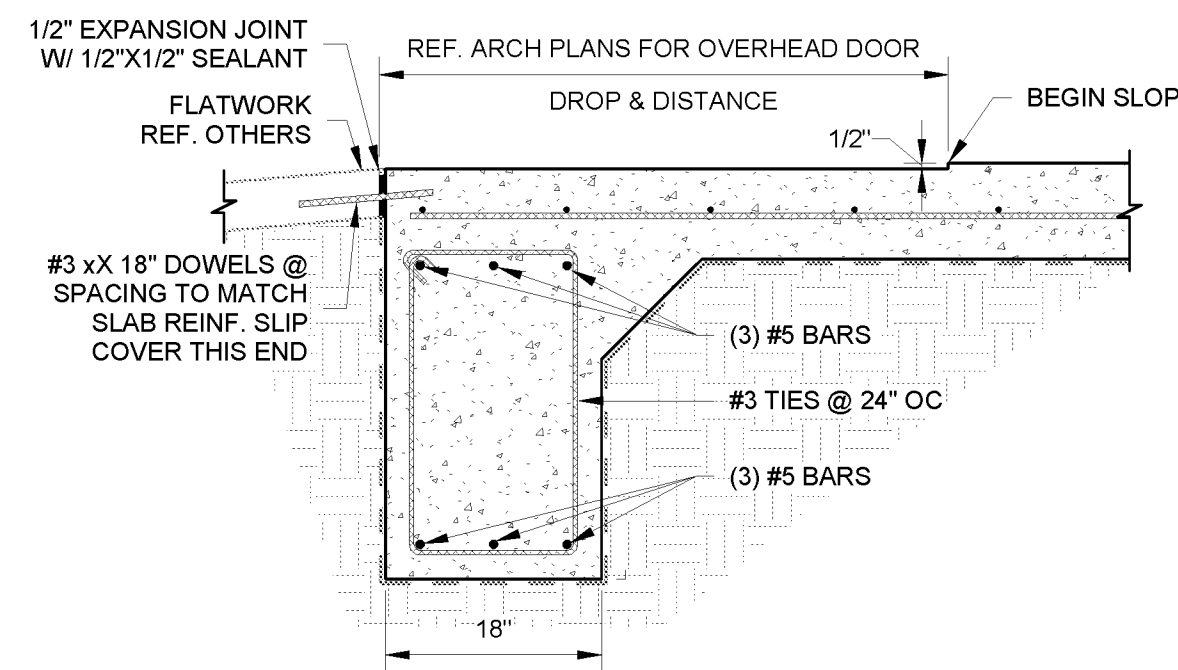 1/2" EXPANSION JOINT
W/ 1/2"X1/2" SEALANT
REF. ARCH PLANS FOR OVERHEAD DOOR
DROP & DISTANCE
FLATWORK
REF. OTHERS
BEGIN SLOP
1/2"
#3 xX 18" DOWELS @
SPACING TO MATCH
SLAB REINF. SLIP
COVER THIS END
(3) #5 BARS
#3 TIES @ 24" OC
(3) #5 BARS
18"